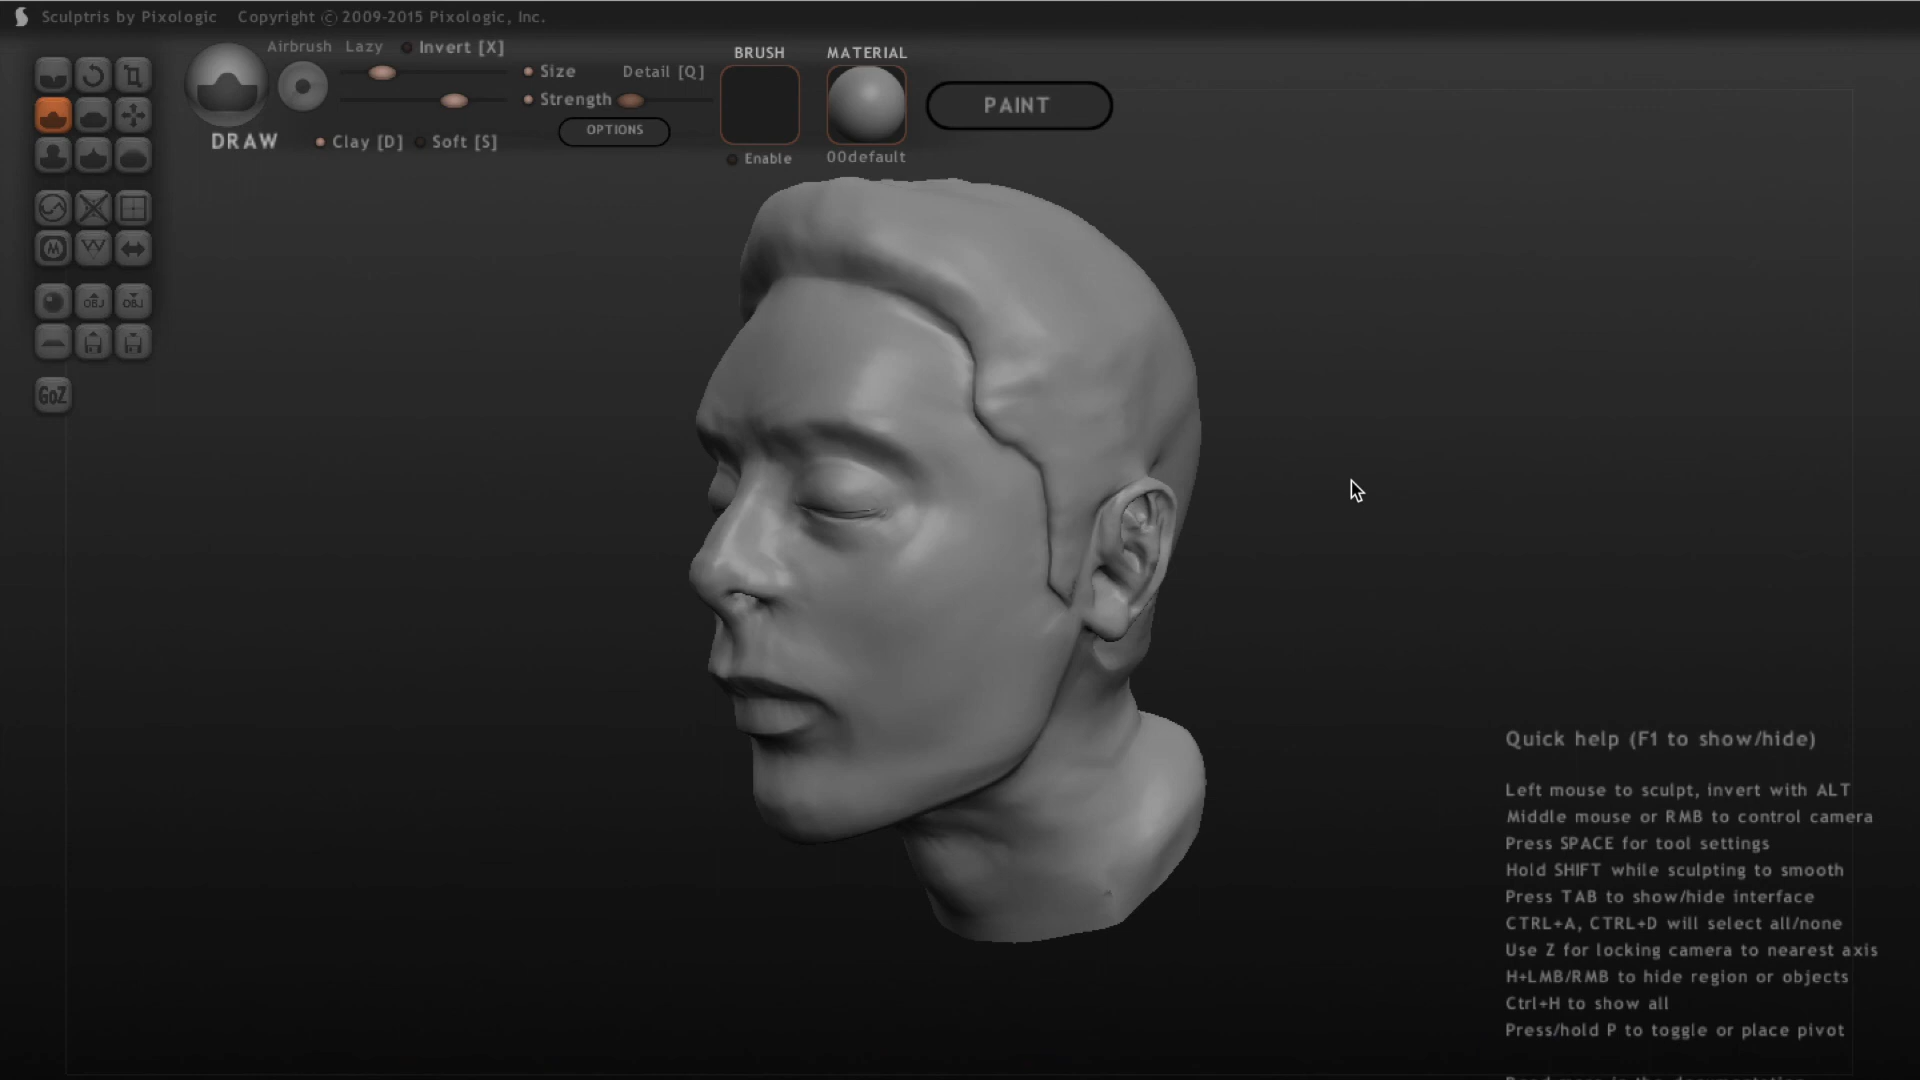 Sculptris by Pixologic Copyright © 2009-2015 Pixologic, Inc.
Airbrush Lazy Invert [X]
Size Detail [Q]
Strength
DRAW Clay [D] Soft [S]
OPTIONS
BRUSH
Enable
MATERIAL
00default
PAINT
M
OBJ OBJ
GoZ
Quick help (F1 to show/hide)
Left mouse to sculpt, invert with ALT
Middle mouse or RMB to control camera
Press SPACE for tool settings
Hold SHIFT while sculpting to smooth
Press TAB to show/hide interface
CTRL+A, CTRL+D will select all/none
Use Z for locking camera to nearest axis
H+LMB/RMB to hide region or objects
Ctrl+H to show all
Press/hold P to toggle or place pivot